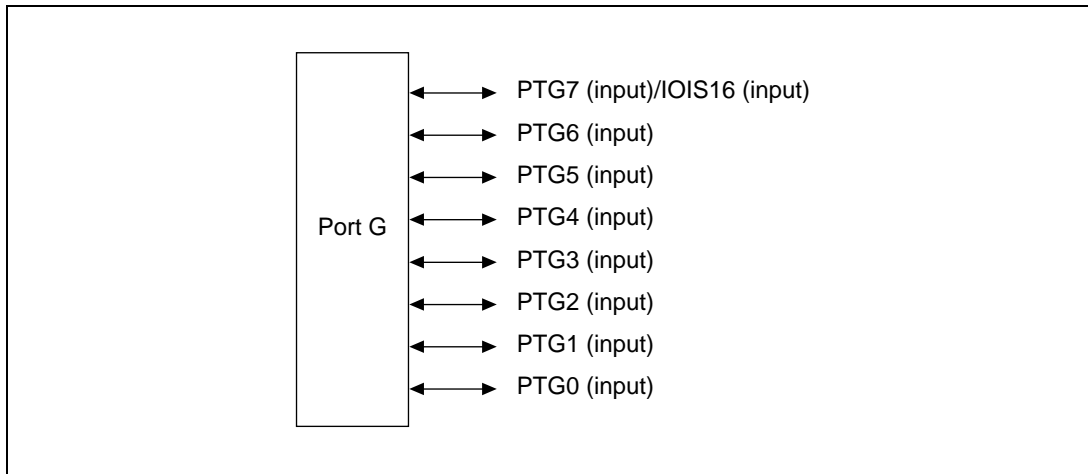 Port G
PTG7 (input)/IOIS16 (input)
PTG6 (input)
PTG5 (input)
PTG4 (input)
PTG3 (input)
PTG2 (input)
PTG1 (input)
PTG0 (input)